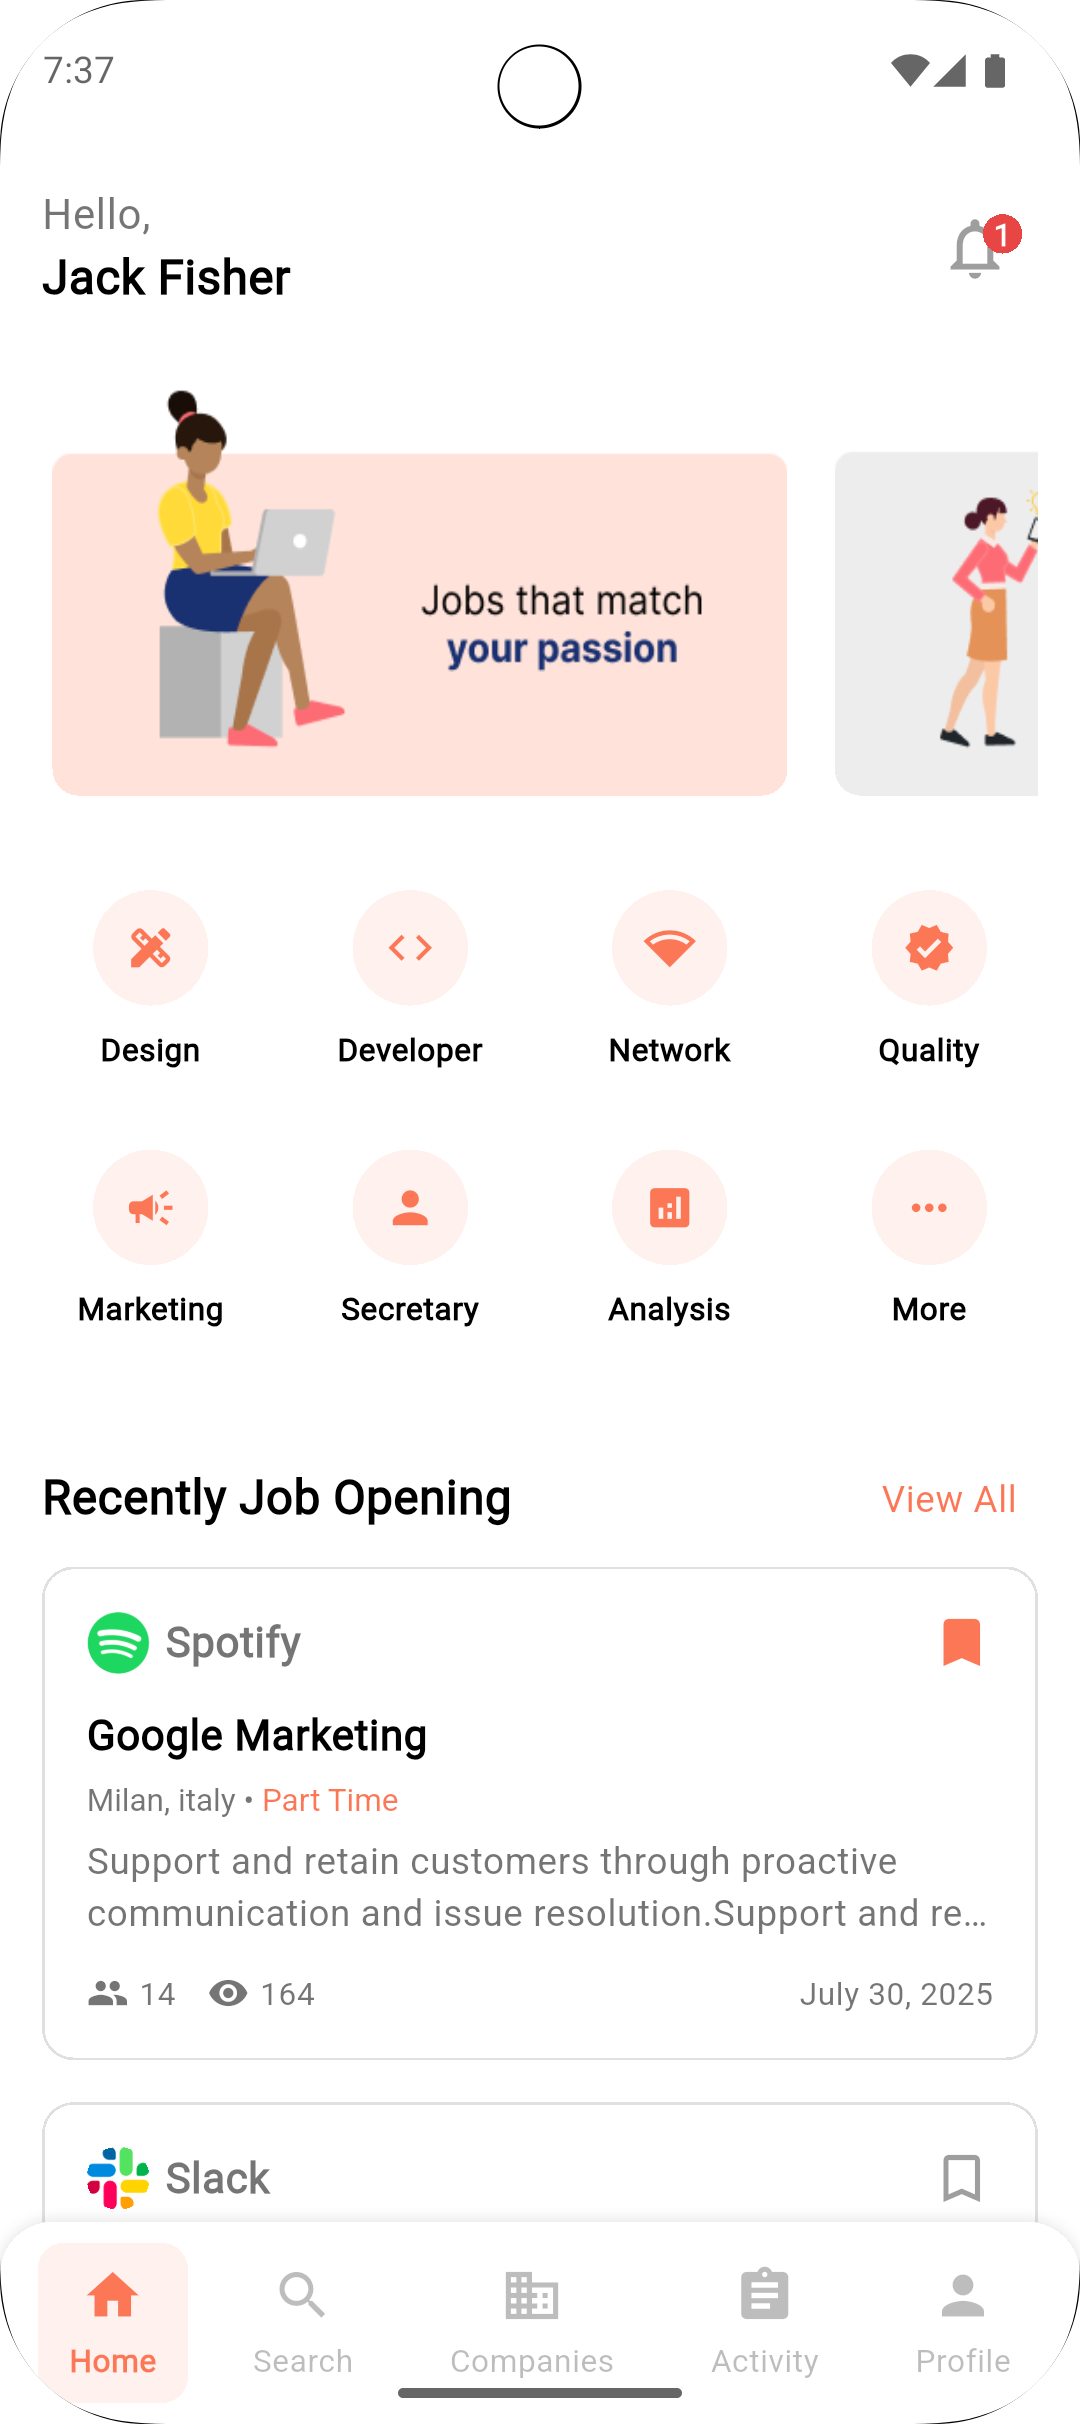 7:37
Hello,
Jack Fisher
1
Jobs that match
your passion
Design
Developer
Network
Quality
Marketing
Secretary
Analysis
More
Recently Job Opening
View All
Spotify
Google Marketing
Milan, italy • Part Time
Support and retain customers through proactive
communication and issue resolution.Support and re...
14
164
July 30, 2025
Slack
Home
Search
Companies
Activity
Profile